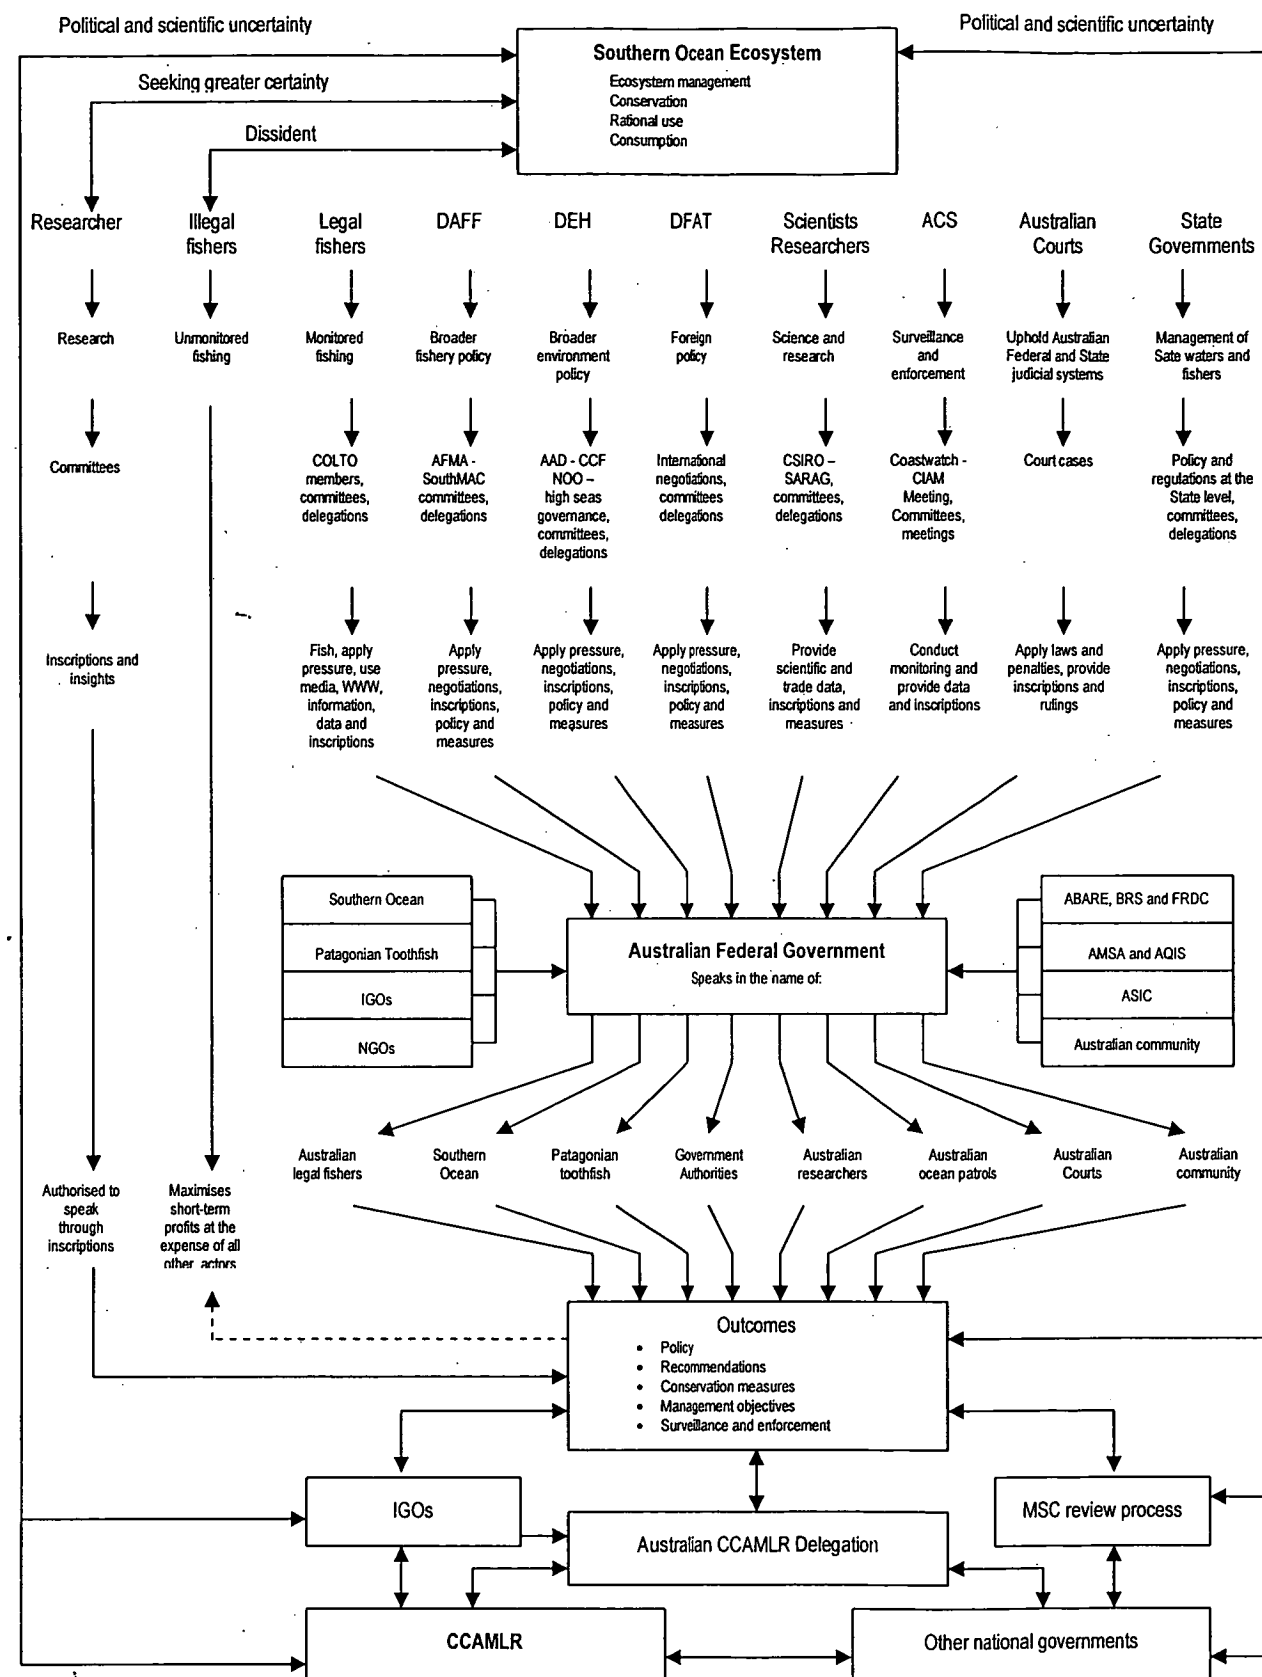 Political and scientific uncertainty
Political and scientific uncertainty
Southern Ocean Ecosystem
Ecosystem management
Conservation
Rational use
Consumption
Seeking greater certainty
Dissident
Researcher
Illegal
fishers
Legal
fishers
DAFF
DEH
DFAT
Scientists
Researchers
ACS
Australian
Courts
State
Governments
Research
Unmonitored
fishing
Monitored
fishing
Broader
fishery policy
Broader
environment
policy
Foreign
policy
Science and
research
Surveillance
and
enforcement
Uphold Australian
Federal and State
judicial systems
Management of
Sate waters and
fishers
Committees
COLTO
members,
committees,
delegations
AFMA -
SouthMAC
committees,
delegations
AAD - CCF
NOO –
high seas
governance,
committees,
delegations
International
negotiations,
committees
delegations
CSIRO –
SARAG,
committees,
delegations
Coastwatch -
CIAM
Meeting,
Committees,
meetings
Court cases
Policy and
regulations at the
State level,
committees,
delegations
Inscriptions and
insights
Fish, apply
pressure, use
media, WWW,
information,
data and
inscriptions
Apply
pressure,
negotiations,
inscriptions,
policy and
measures
Apply pressure,
negotiations,
inscriptions,
policy and
measures
Apply pressure,
negotiations,
inscriptions,
policy and
measures
Provide
scientific and
trade data,
inscriptions and
measures
Conduct
monitoring and
provide data
and inscriptions
Apply laws and
penalties, provide
inscriptions and
rulings
Apply pressure,
negotiations,
inscriptions,
policy and
measures
Southern Ocean
Patagonian Toothfish
IGOs
NGOs
Australian Federal Government
Speaks in the name of:
ABARE, BRS and FRDC
AMSA and AQIS
ASIC
Australian community
Australian
legal fishers
Southern
Ocean
Patagonian
toothfish
Government
Authorities
Australian
researchers
Australian
ocean patrols
Australian
Courts
Australian
community
Authorised to
speak
through
inscriptions
Maximises
short-term
profits at the
expense of all
other actors
Outcomes
• Policy
• Recommendations
• Conservation measures
• Management objectives
• Surveillance and enforcement
IGOs
MSC review process
Australian CCAMLR Delegation
CCAMLR
Other national governments